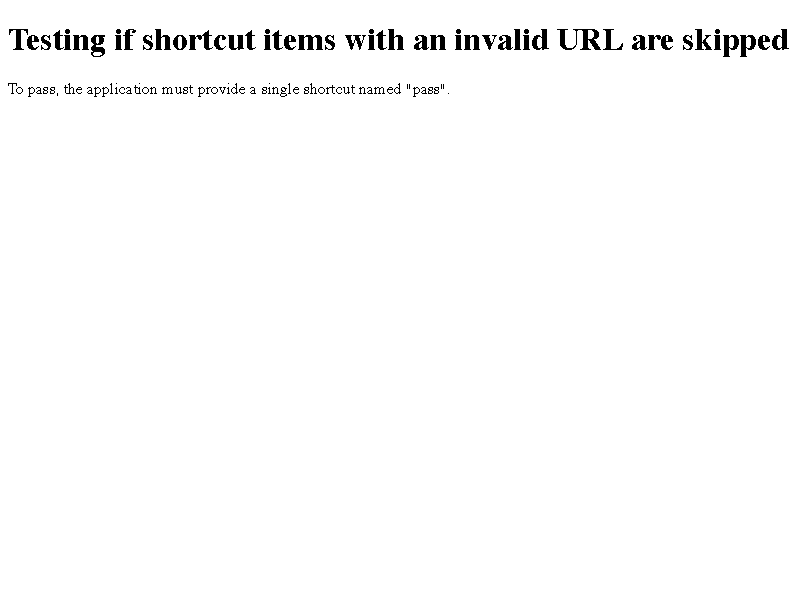 Testing if shortcut items with an invalid URL are skipped
To pass, the application must provide a single shortcut named "pass".